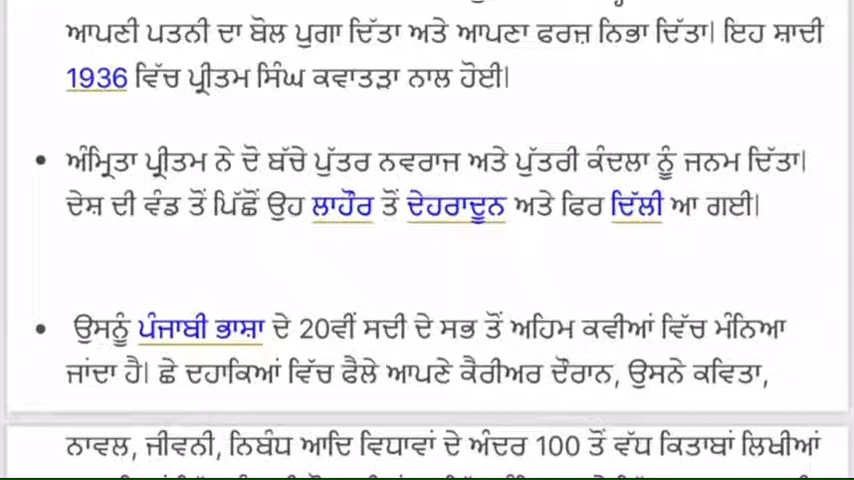 ਆਪਣੀ ਪਤਨੀ ਦਾ ਬੋਲ ਪੁਗਾ ਦਿੱਤਾ ਅਤੇ ਆਪਣਾ ਫਰਜ਼ ਨਿਭਾ ਦਿੱਤਾ। ਇਹ ਸ਼ਾਦੀ
1936 ਵਿੱਚ ਪ੍ਰੀਤਮ ਸਿੰਘ ਕਵਾਤੜਾ ਨਾਲ ਹੋਈ।
• ਅੰਮ੍ਰਿਤਾ ਪ੍ਰੀਤਮ ਨੇ ਦੋ ਬੱਚੇ ਪੁੱਤਰ ਨਵਰਾਜ ਅਤੇ ਪੁੱਤਰੀ ਕੰਦਲਾ ਨੂੰ ਜਨਮ ਦਿੱਤਾ।
ਦੇਸ਼ ਦੀ ਵੰਡ ਤੋਂ ਪਿੱਛੋਂ ਉਹ ਲਾਹੌਰ ਤੋਂ ਦੇਹਰਾਦੂਨ ਅਤੇ ਫਿਰ ਦਿੱਲੀ ਆ ਗਈ।
• ਉਸਨੂੰ ਪੰਜਾਬੀ ਭਾਸ਼ਾ ਦੇ 20ਵੀਂ ਸਦੀ ਦੇ ਸਭ ਤੋਂ ਅਹਿਮ ਕਵੀਆਂ ਵਿੱਚ ਮੰਨਿਆ
ਜਾਂਦਾ ਹੈ। ਛੇ ਦਹਾਕਿਆਂ ਵਿੱਚ ਫੈਲੇ ਆਪਣੇ ਕੈਰੀਅਰ ਦੌਰਾਨ, ਉਸਨੇ ਕਵਿਤਾ,
ਨਾਵਲ, ਜੀਵਨੀ, ਨਿਬੰਧ ਆਦਿ ਵਿਧਾਵਾਂ ਦੇ ਅੰਦਰ 100 ਤੋਂ ਵੱਧ ਕਿਤਾਬਾਂ ਲਿਖੀਆਂ